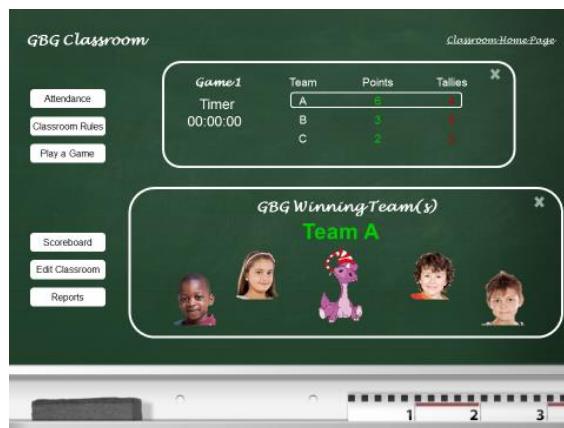 GBG Classroom
Classroom Home Page
Game 1
Team Points Tallies
Timer
00:00:00
A 6
B 3
C 2
Attendance
Classroom Rules
Play a Game
GBG Winning Team(s)
Team A
Scoreboard
Edit Classroom
Reports
1 2 3